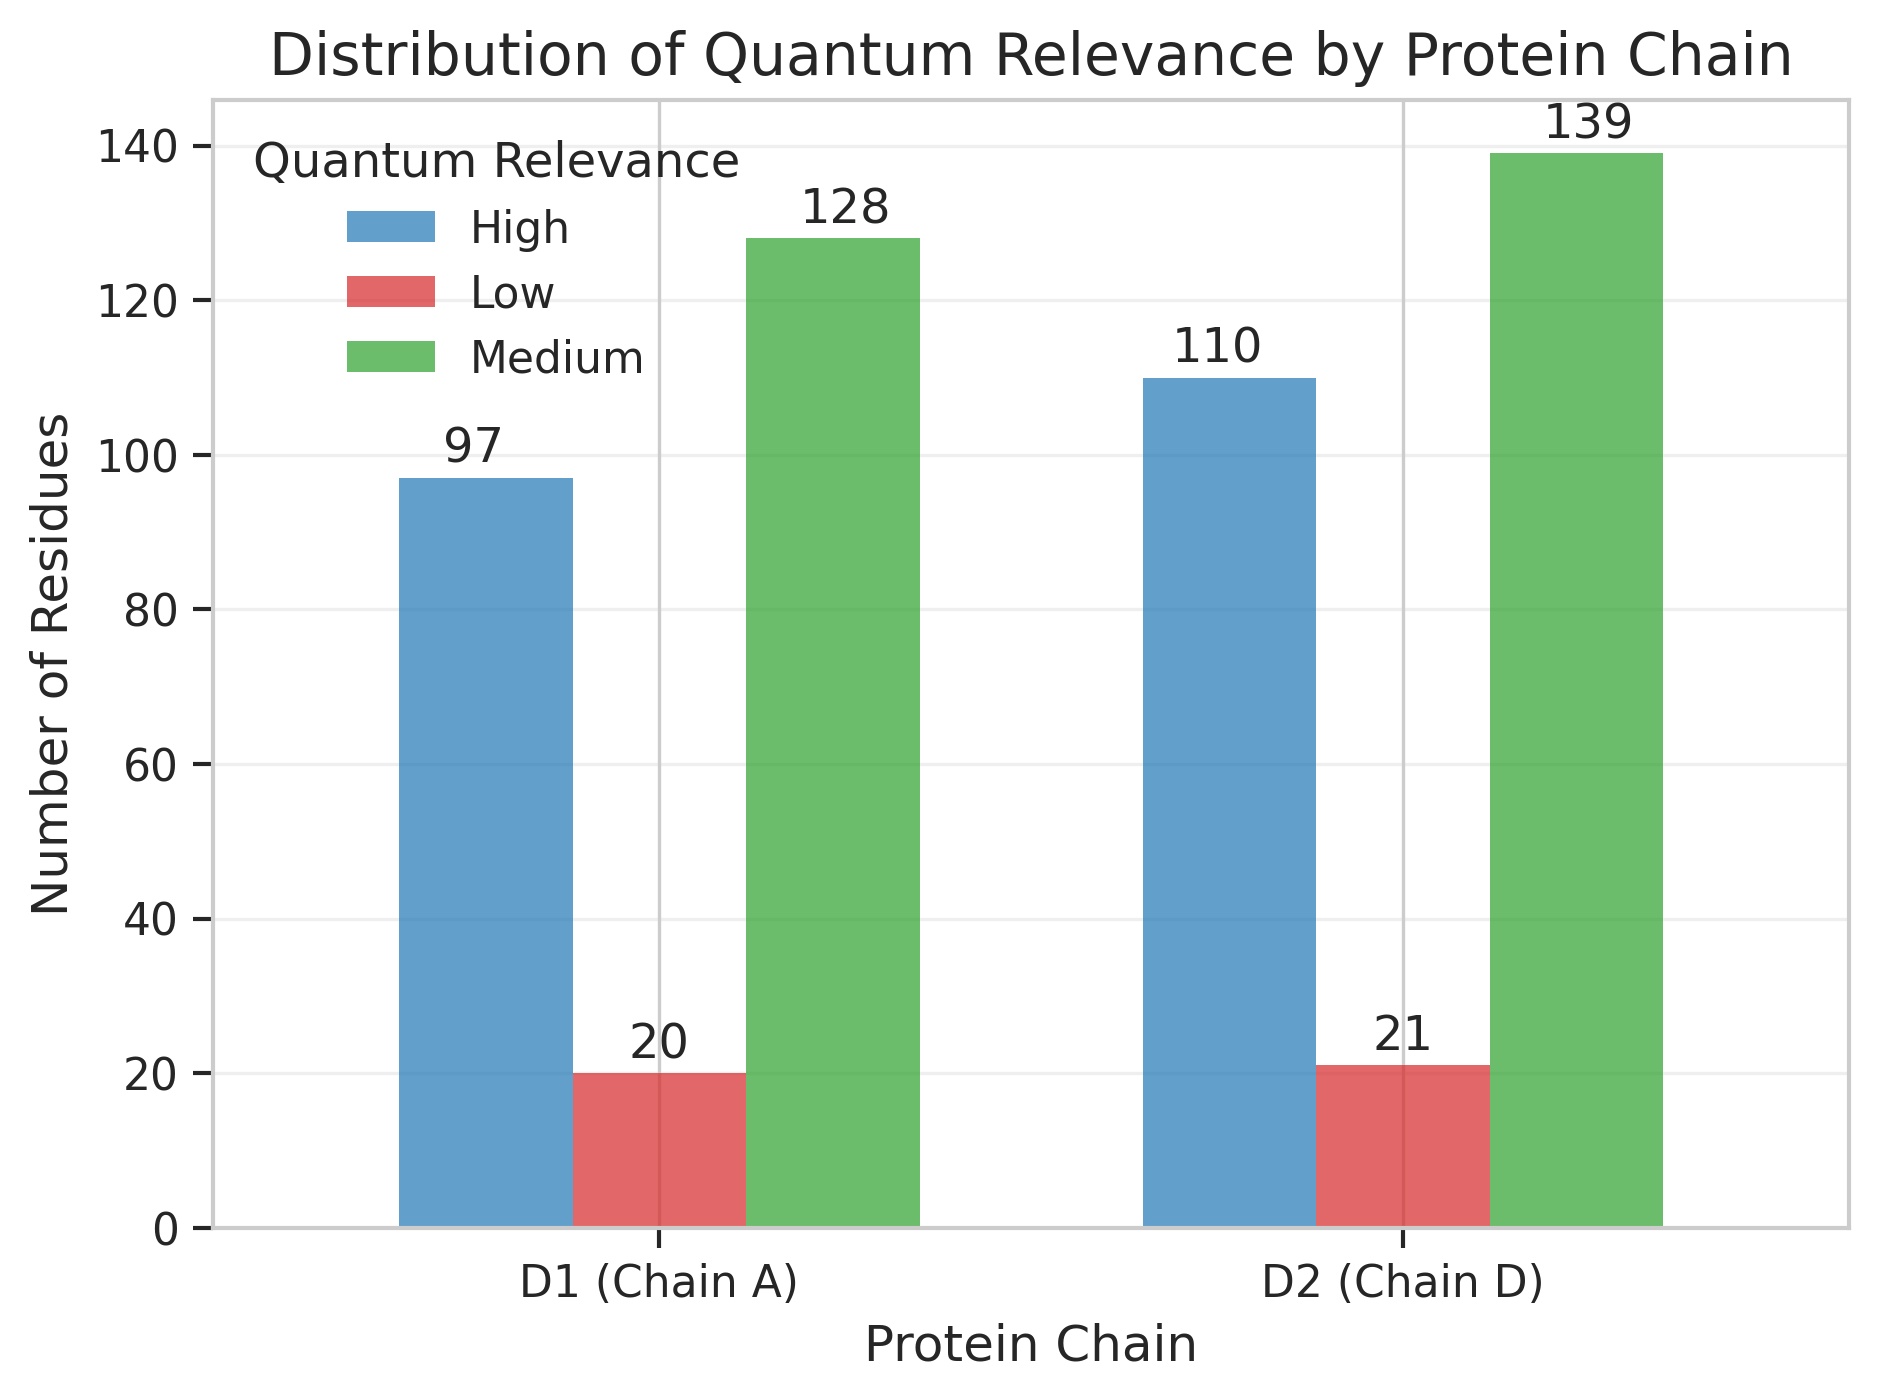 Distribution of Quantum Relevance by Protein Chain
Quantum Relevance
High
Low
Medium
Number of Residues
140
120
100
80
60
40
20
0
97
20
128
110
21
139
D1 (Chain A)
D2 (Chain D)
Protein Chain